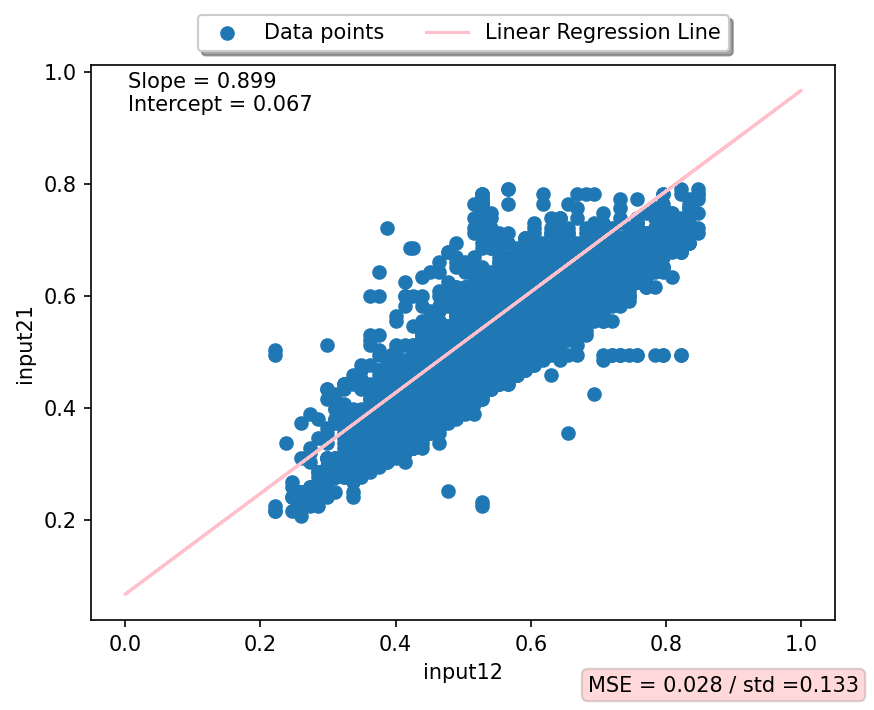 Data points Linear Regression Line
Slope = 0.899
Intercept = 0.067
1.0
0.8
0.6
0.4
0.2
input21
0.0 0.2 0.4 0.6 0.8 1.0
input12
MSE = 0.028 / std =0.133